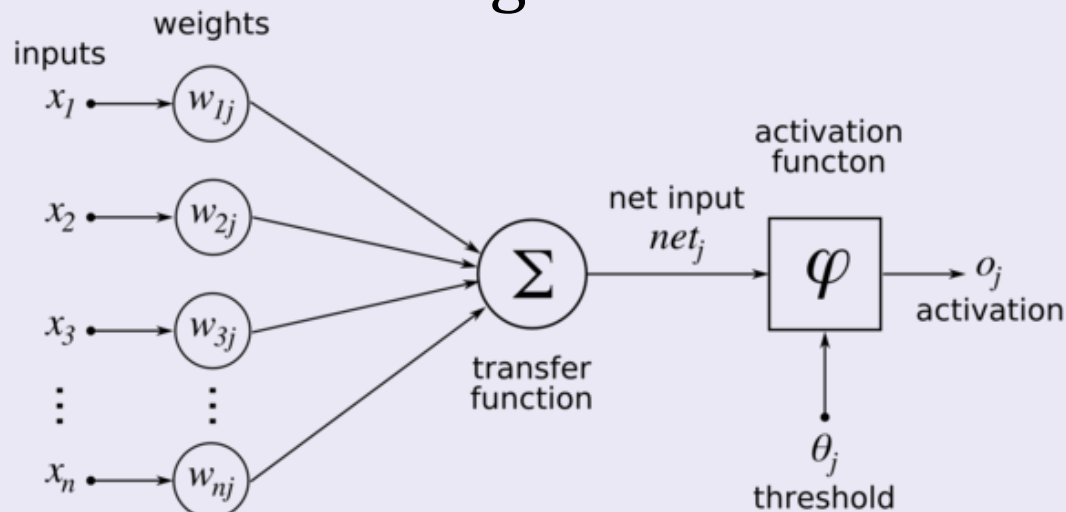 g
weights
inputs
x₁ w₁ⱼ
activation
functon
x₂ w₂ⱼ
net input
netⱼ
Σ
φ
oⱼ
activation
x₃ w₃ⱼ
transfer
function
⋮ ⋮
θⱼ
xₙ wₙⱼ
threshold